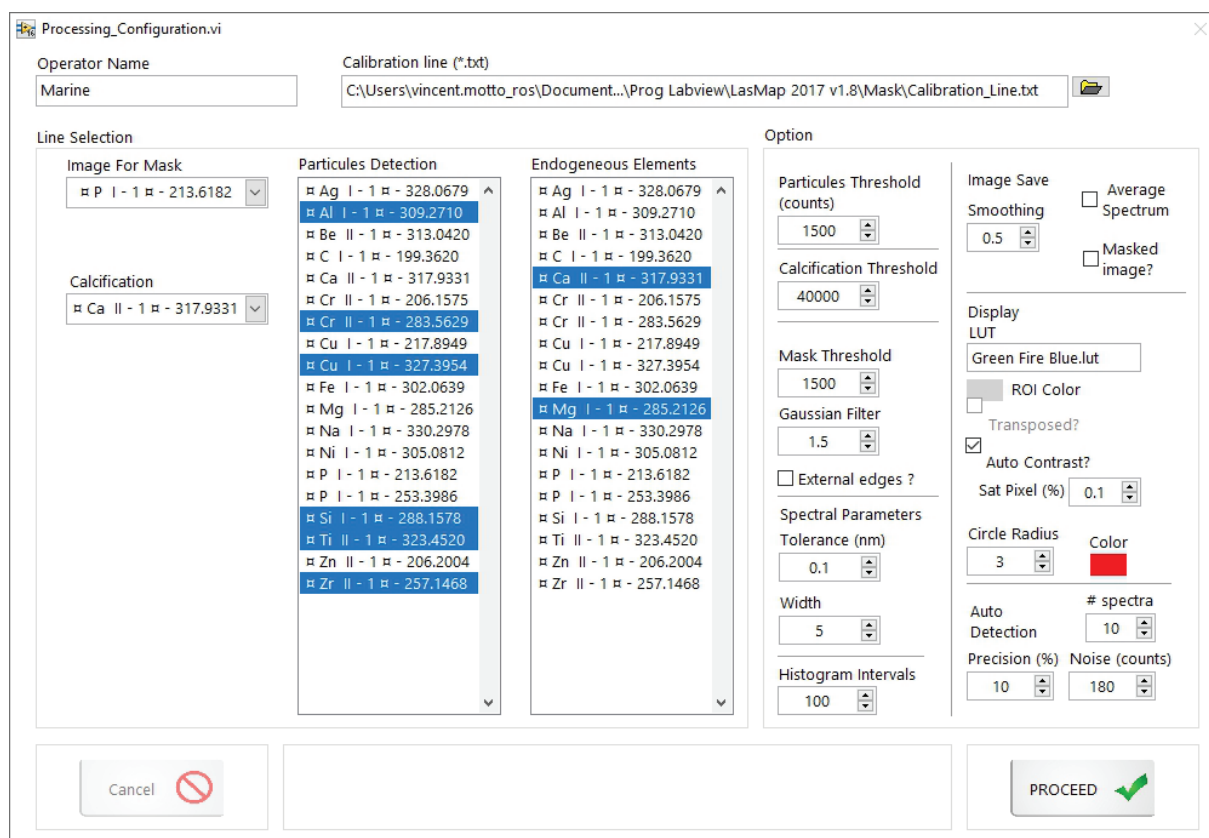 Processing_Configuration.vi
Operator Name
Marine
Calibration line (*.txt)
C:\Users\vincent.motto_ros\Document...\Prog Labview\LasMap 2017 v1.8\Mask\Calibration_Line.txt
Line Selection
Image For Mask
¤ P I - 1 ¤ - 213.6182
Calcification
¤ Ca II - 1 ¤ - 317.9331
Particules Detection
¤ Ag I - 1 ¤ - 328.0679
¤ Al I - 1 ¤ - 309.2710
¤ Be II - 1 ¤ - 313.0420
¤ C I - 1 ¤ - 199.3620
¤ Ca II - 1 ¤ - 317.9331
¤ Cr II - 1 ¤ - 206.1575
¤ Cr II - 1 ¤ - 283.5629
¤ Cu I - 1 ¤ - 217.8949
¤ Cu I - 1 ¤ - 327.3954
¤ Fe I - 1 ¤ - 302.0639
¤ Mg I - 1 ¤ - 285.2126
¤ Na I - 1 ¤ - 330.2978
¤ Ni I - 1 ¤ - 305.0812
¤ P I - 1 ¤ - 213.6182
¤ P I - 1 ¤ - 253.3986
¤ Si I - 1 ¤ - 288.1578
¤ Ti II - 1 ¤ - 323.4520
¤ Zn II - 1 ¤ - 206.2004
¤ Zr II - 1 ¤ - 257.1468
Endogeneous Elements
¤ Ag I - 1 ¤ - 328.0679
¤ Al I - 1 ¤ - 309.2710
¤ Be II - 1 ¤ - 313.0420
¤ C I - 1 ¤ - 199.3620
¤ Ca II - 1 ¤ - 317.9331
¤ Cr II - 1 ¤ - 206.1575
¤ Cr II - 1 ¤ - 283.5629
¤ Cu I - 1 ¤ - 217.8949
¤ Cu I - 1 ¤ - 327.3954
¤ Fe I - 1 ¤ - 302.0639
¤ Mg I - 1 ¤ - 285.2126
¤ Na I - 1 ¤ - 330.2978
¤ Ni I - 1 ¤ - 305.0812
¤ P I - 1 ¤ - 213.6182
¤ P I - 1 ¤ - 253.3986
¤ Si I - 1 ¤ - 288.1578
¤ Ti II - 1 ¤ - 323.4520
¤ Zn II - 1 ¤ - 206.2004
¤ Zr II - 1 ¤ - 257.1468
Option
Particules Threshold
(counts)
1500
Calcification Threshold
40000
Mask Threshold
1500
Gaussian Filter
1.5
External edges ?
Spectral Parameters
Tolerance (nm)
0.1
Width
5
Histogram Intervals
100
Image Save
Smoothing
0.5
Average
Spectrum
Masked
image?
Display
LUT
Green Fire Blue.lut
ROI Color
Transposed?
Auto Contrast?
Sat Pixel (%)
0.1
Circle Radius
3
Color
Auto
Detection
# spectra
10
Precision (%)
10
Noise (counts)
180
Cancel
PROCEED